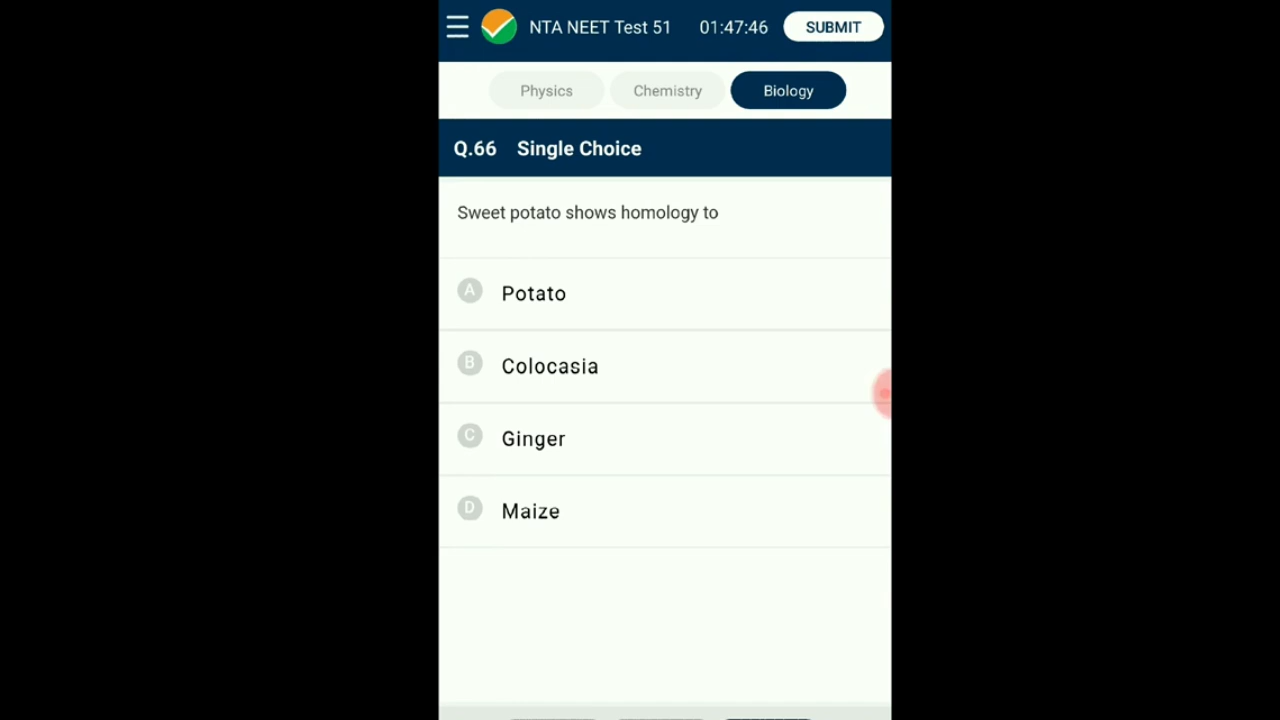 NTA NEET Test 51 01:47:46 SUBMIT
Physics Chemistry Biology
Q.66 Single Choice
Sweet potato shows homology to
A Potato
B Colocasia
C Ginger
D Maize